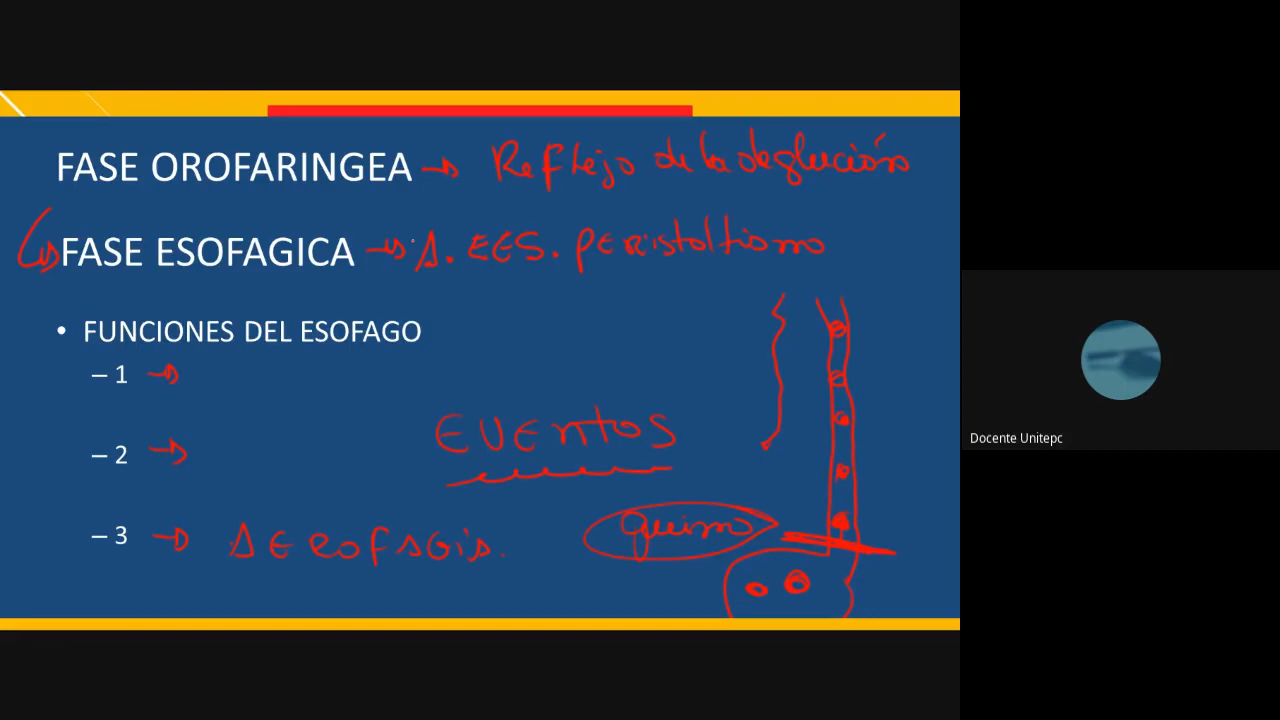 FASE OROFARINGEA → Reflejo de la deglución
FASE ESOFAGICA → A. EES. peristaltismo
• FUNCIONES DEL ESOFAGO
– 1 →
– 2 →
EVENTOS
– 3 → AEROFAGIA.
Quimo
Docente Unitepc